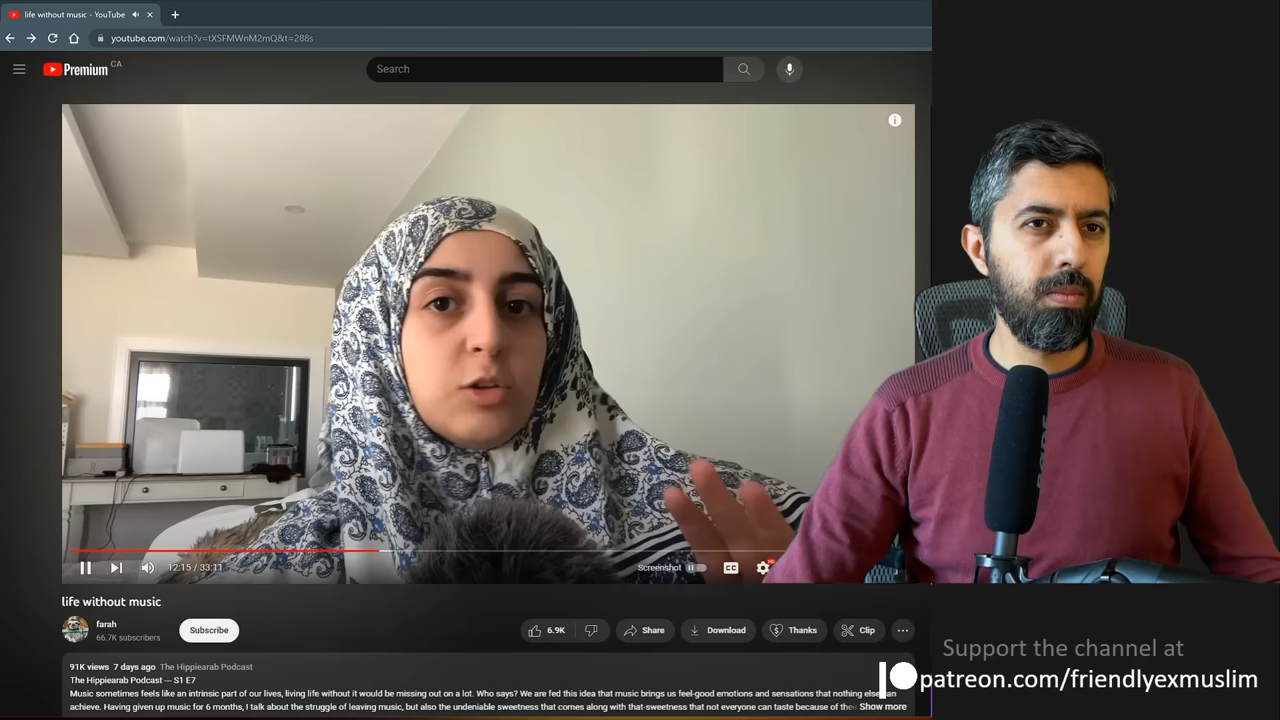 life without music - YouTube
youtube.com/watch?v=tXSFMWnM2mQ&t=288s
Premium CA
Search
12:15 / 33:11
Screenshot
CC
life without music
farah
66.7K subscribers
Subscribe
6.9K
Share
Download
Thanks
Clip
91K views 7 days ago The Hippiearab Podcast
The Hippiearab Podcast — S1 E7
Music sometimes feels like an intrinsic part of our lives, living life without it would be missing out on a lot. Who says? We are fed this idea that music brings us feel-good emotions and sensations that nothing else can
achieve. Having given up music for 6 months, I talk about the struggle of leaving music, but also the undeniable sweetness that comes along with that-sweetness that not everyone can taste because of their Show more
Support the channel at
patreon.com/friendlyexmuslim